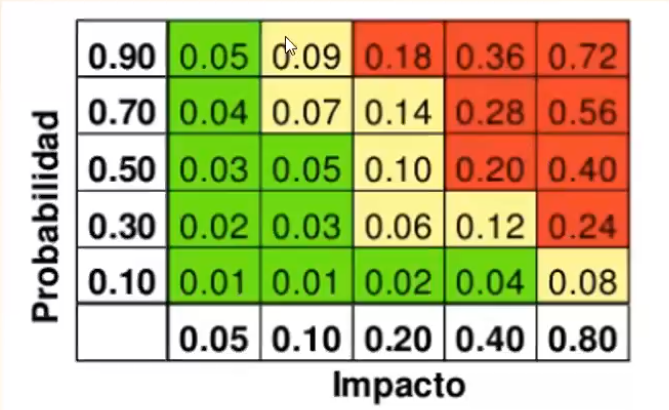 Probabilidad
0.90 0.05 0.09 0.18 0.36 0.72
0.70 0.04 0.07 0.14 0.28 0.56
0.50 0.03 0.05 0.10 0.20 0.40
0.30 0.02 0.03 0.06 0.12 0.24
0.10 0.01 0.01 0.02 0.04 0.08
0.05 0.10 0.20 0.40 0.80
Impacto